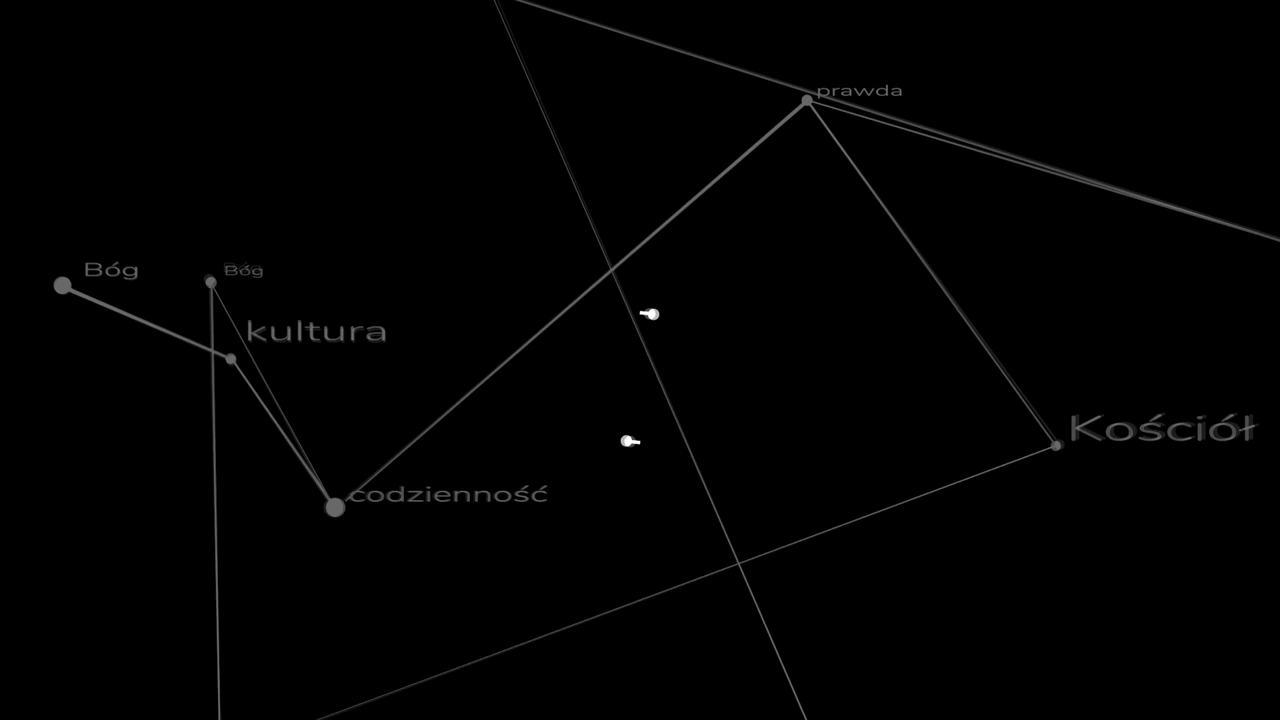 prawda
Bóg
Bóg
kultura
Kościół
codzienność